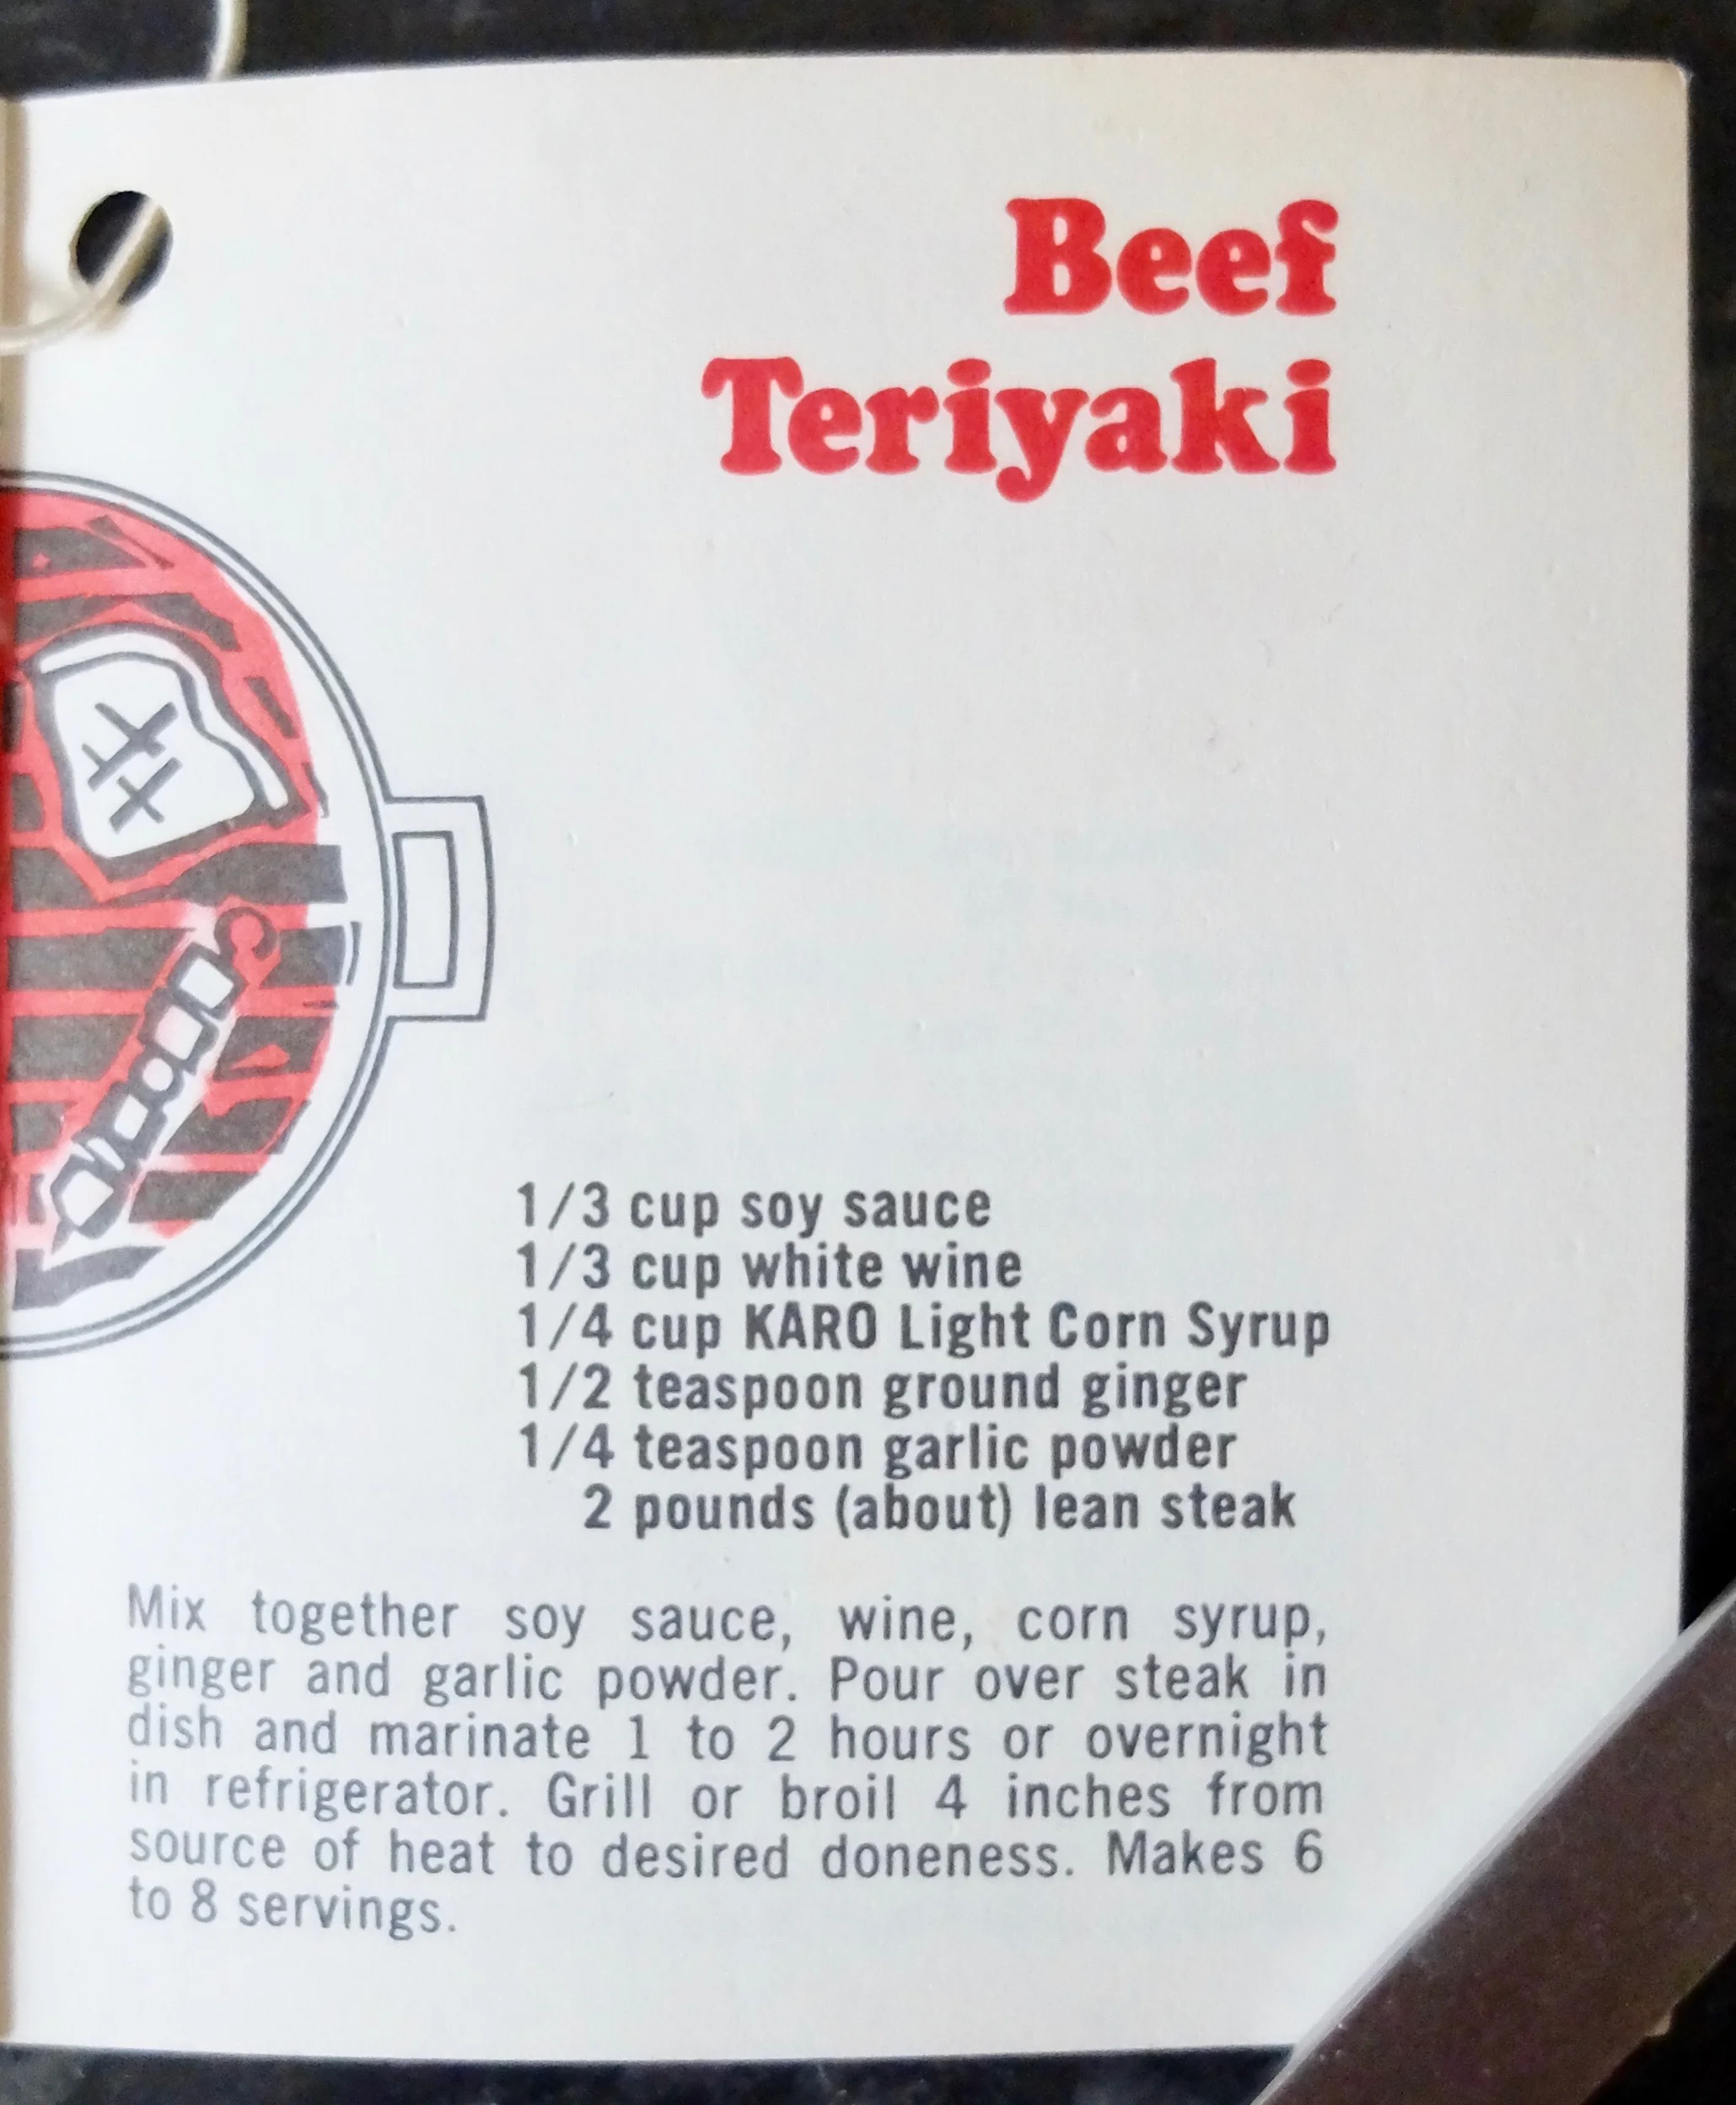 Beef
Teriyaki
1/3 cup soy sauce
1/3 cup white wine
1/4 cup KARO Light Corn Syrup
1/2 teaspoon ground ginger
1/4 teaspoon garlic powder
2 pounds (about) lean steak
Mix together soy sauce, wine, corn syrup,
ginger and garlic powder. Pour over steak in
dish and marinate 1 to 2 hours or overnight
in refrigerator. Grill or broil 4 inches from
source of heat to desired doneness. Makes 6
to 8 servings.